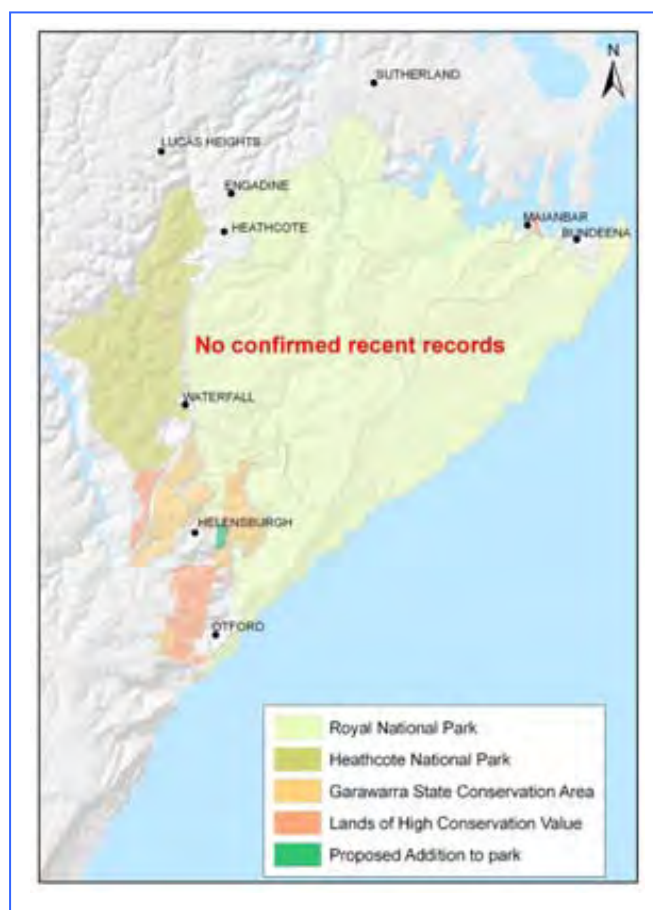 N
SUTHERLAND
LUCAS HEIGHTS
ENGADINE
HEATHCOTE
MAIANBAR
BUNDEENA
No confirmed recent records
WATERFALL
HELENSBURGH
OTFORD
Royal National Park
Heathcote National Park
Garawarra State Conservation Area
Lands of High Conservation Value
Proposed Addition to park